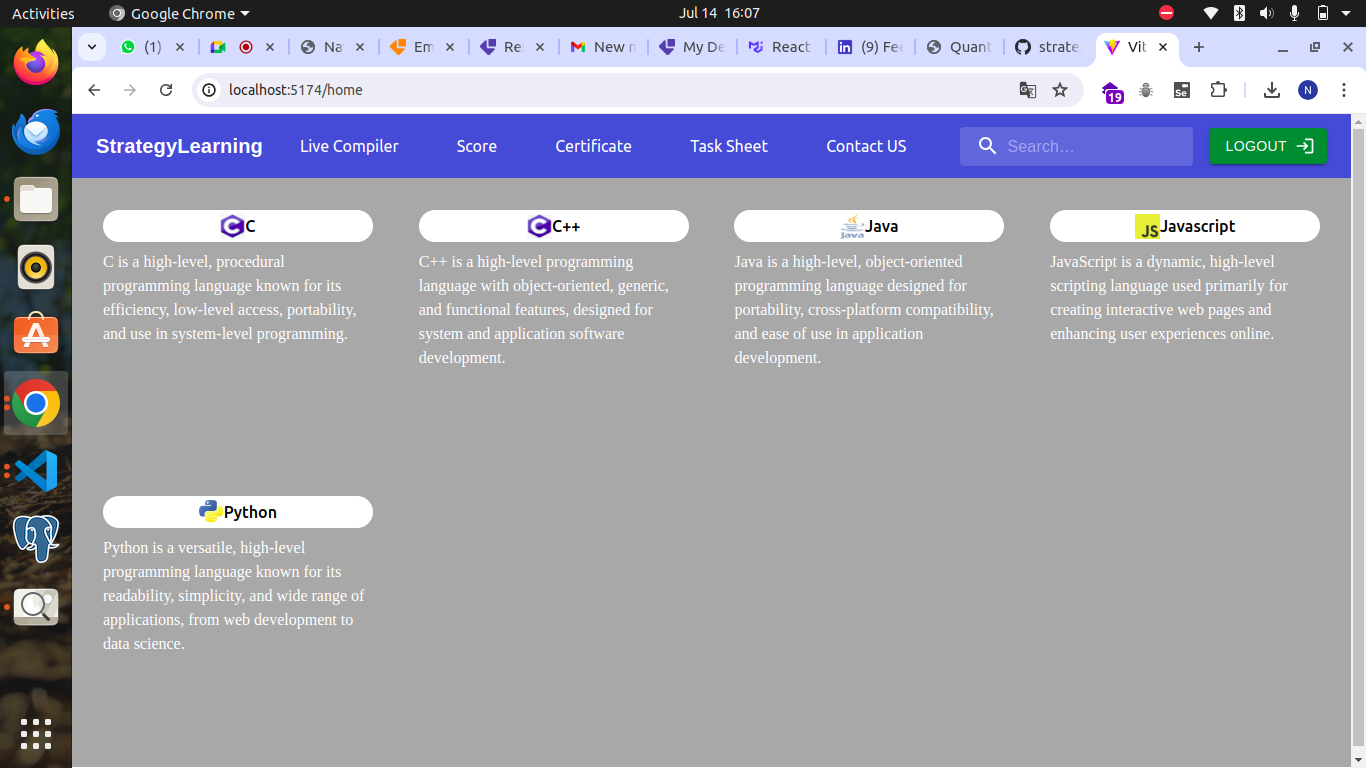 Activities Google Chrome Jul 14 16:07
(1) Na Em Re: New My De React (9) Fee Quant strate Vit
localhost:5174/home 19 Se N
StrategyLearning Live Compiler Score Certificate Task Sheet Contact US Search... LOGOUT
C
C is a high-level, procedural
programming language known for its
efficiency, low-level access, portability,
and use in system-level programming.
C++
C++ is a high-level programming
language with object-oriented, generic,
and functional features, designed for
system and application software
development.
Java
Java
Java is a high-level, object-oriented
programming language designed for
portability, cross-platform compatibility,
and ease of use in application
development.
JS
Javascript
JavaScript is a dynamic, high-level
scripting language used primarily for
creating interactive web pages and
enhancing user experiences online.
Python
Python is a versatile, high-level
programming language known for its
readability, simplicity, and wide range of
applications, from web development to
data science.